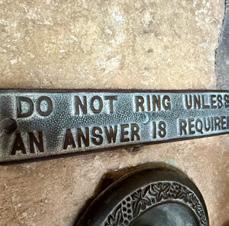 DO NOT RING UNLESS
AN ANSWER IS REQUIRE